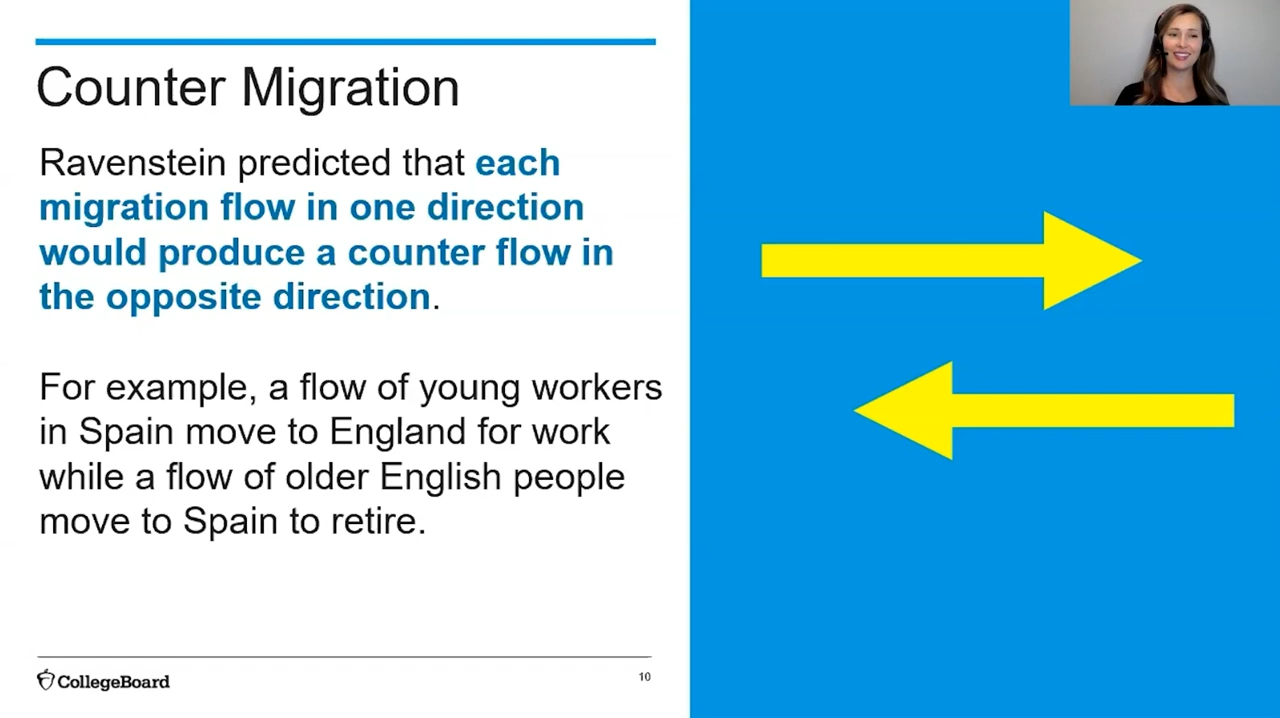 Counter Migration
Ravenstein predicted that each
migration flow in one direction
would produce a counter flow in
the opposite direction.
For example, a flow of young workers
in Spain move to England for work
while a flow of older English people
move to Spain to retire.
CollegeBoard
10